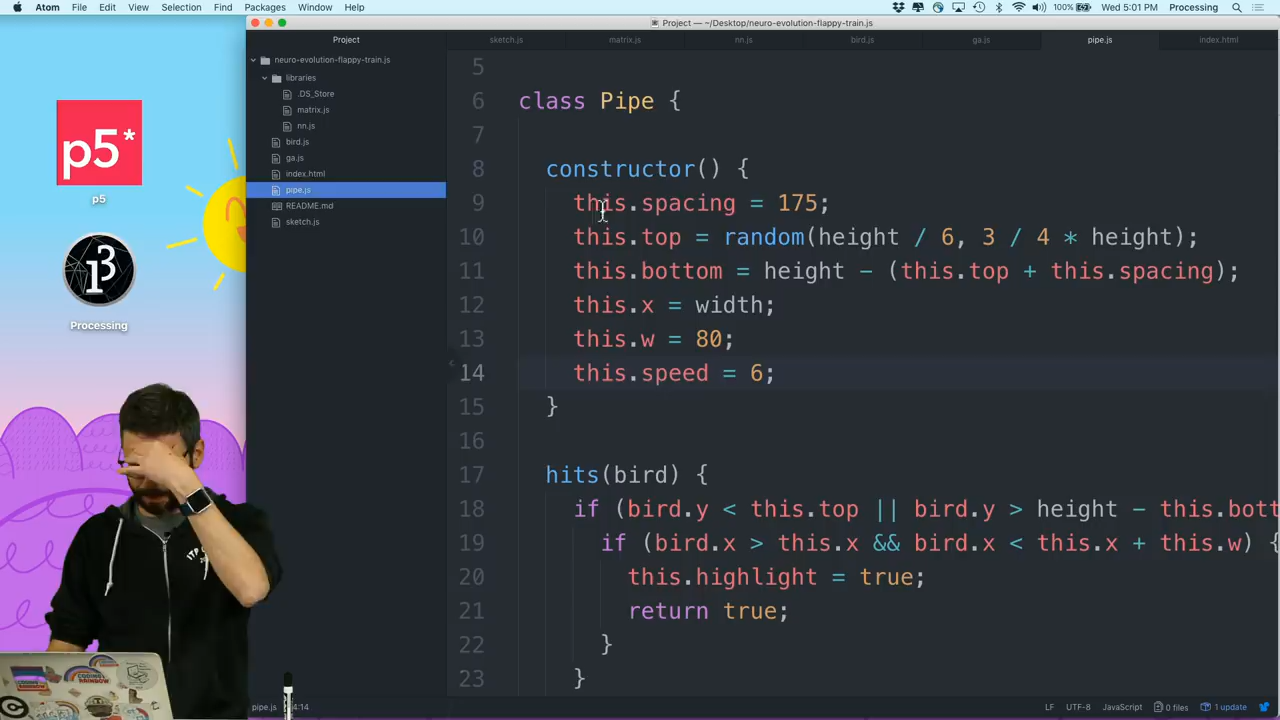 Atom File Edit View Selection Find Packages Window Help 100% Wed 5:01 PM Processing
Project — ~/Desktop/neuro-evolution-flappy-train.js
Project sketch.js matrix.js nn.js bird.js ga.js pipe.js index.html
neuro-evolution-flappy-train.js
libraries
.DS_Store
matrix.js
nn.js
bird.js
ga.js
index.html
pipe.js
README.md
sketch.js
p5*
p5
Processing
5
6 class Pipe {
7
8 constructor() {
9 this.spacing = 175;
10 this.top = random(height / 6, 3 / 4 * height);
11 this.bottom = height - (this.top + this.spacing);
12 this.x = width;
13 this.w = 80;
14 this.speed = 6;
15 }
16
17 hits(bird) {
18 if (bird.y < this.top || bird.y > height - this.bott
19 if (bird.x > this.x && bird.x < this.x + this.w) {
20 this.highlight = true;
21 return true;
22 }
23 }
pipe.js 4:14 LF UTF-8 JavaScript 0 files 1 update